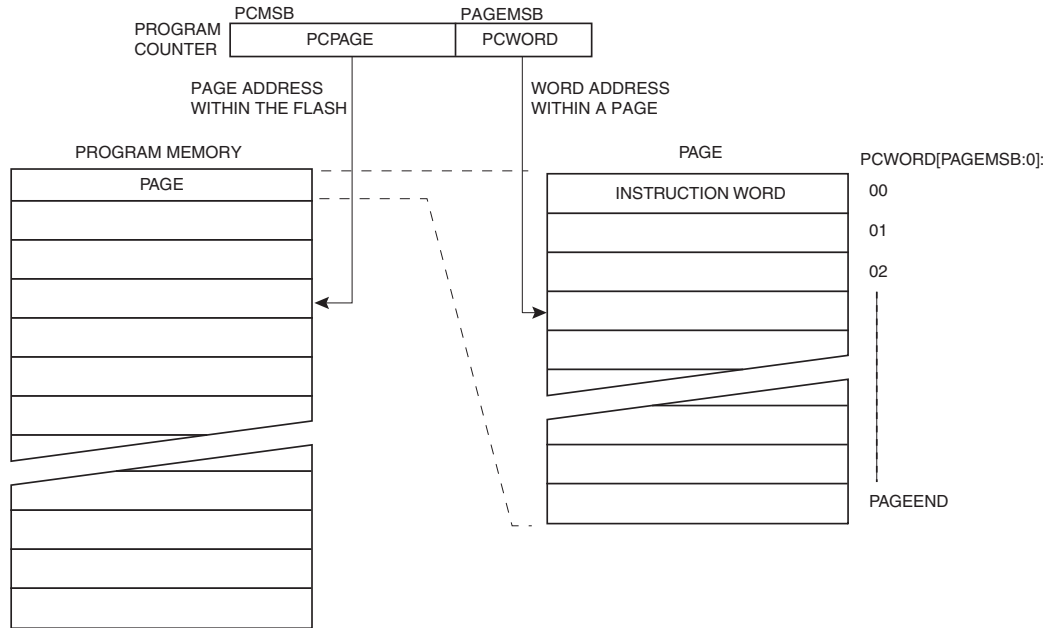 PCMSB PAGEMSB
PROGRAM
COUNTER
PCPAGE PCWORD
PAGE ADDRESS
WITHIN THE FLASH
WORD ADDRESS
WITHIN A PAGE
PROGRAM MEMORY
PAGE
PAGE
INSTRUCTION WORD
PCWORD[PAGEMSB:0]:
00
01
02
PAGEEND